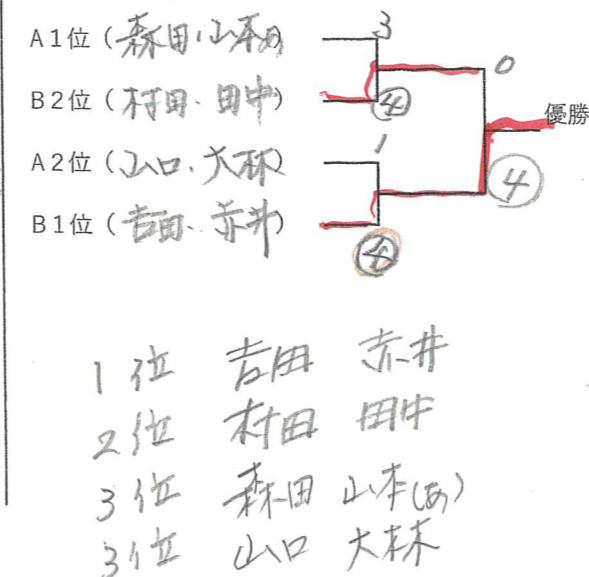 A1位(森田・山本あ)
3
0
B2位(村田・田中)
④
優勝
A2位(山口、大林)
1
④
B1位(吉田、赤井)
④
1位 吉田 赤井
2位 村田 田中
3位 森田 山本(あ)
3位 山口 大林